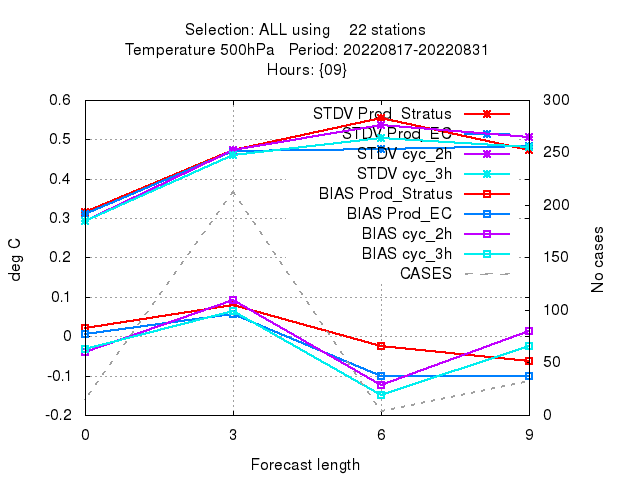 Selection: ALL using    22 stations
Temperature 500hPa   Period: 20220817-20220831
Hours: {09}
0.6
0.5
0.4
0.3
0.2
0.1
0
-0.1
-0.2
deg C
STDV Prod_Stratus
STDV Prod_EC
STDV cyc_2h
STDV cyc_3h
BIAS Prod_Stratus
BIAS Prod_EC
BIAS cyc_2h
BIAS cyc_3h
CASES
300
250
200
150
100
50
0
No cases
0 3 6 9
Forecast length